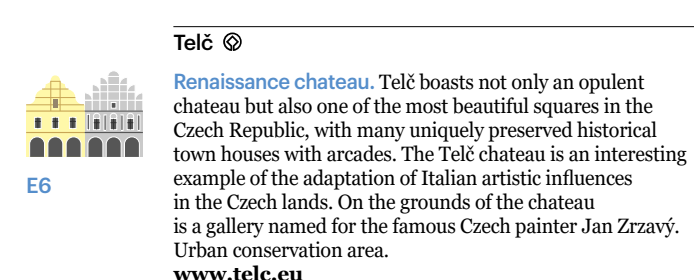 Telč
Renaissance chateau. Telč boasts not only an opulent
chateau but also one of the most beautiful squares in the
Czech Republic, with many uniquely preserved historical
town houses with arcades. The Telč chateau is an interesting
example of the adaptation of Italian artistic influences
in the Czech lands. On the grounds of the chateau
is a gallery named for the famous Czech painter Jan Zrzavý.
Urban conservation area.
www.telc.eu
E6